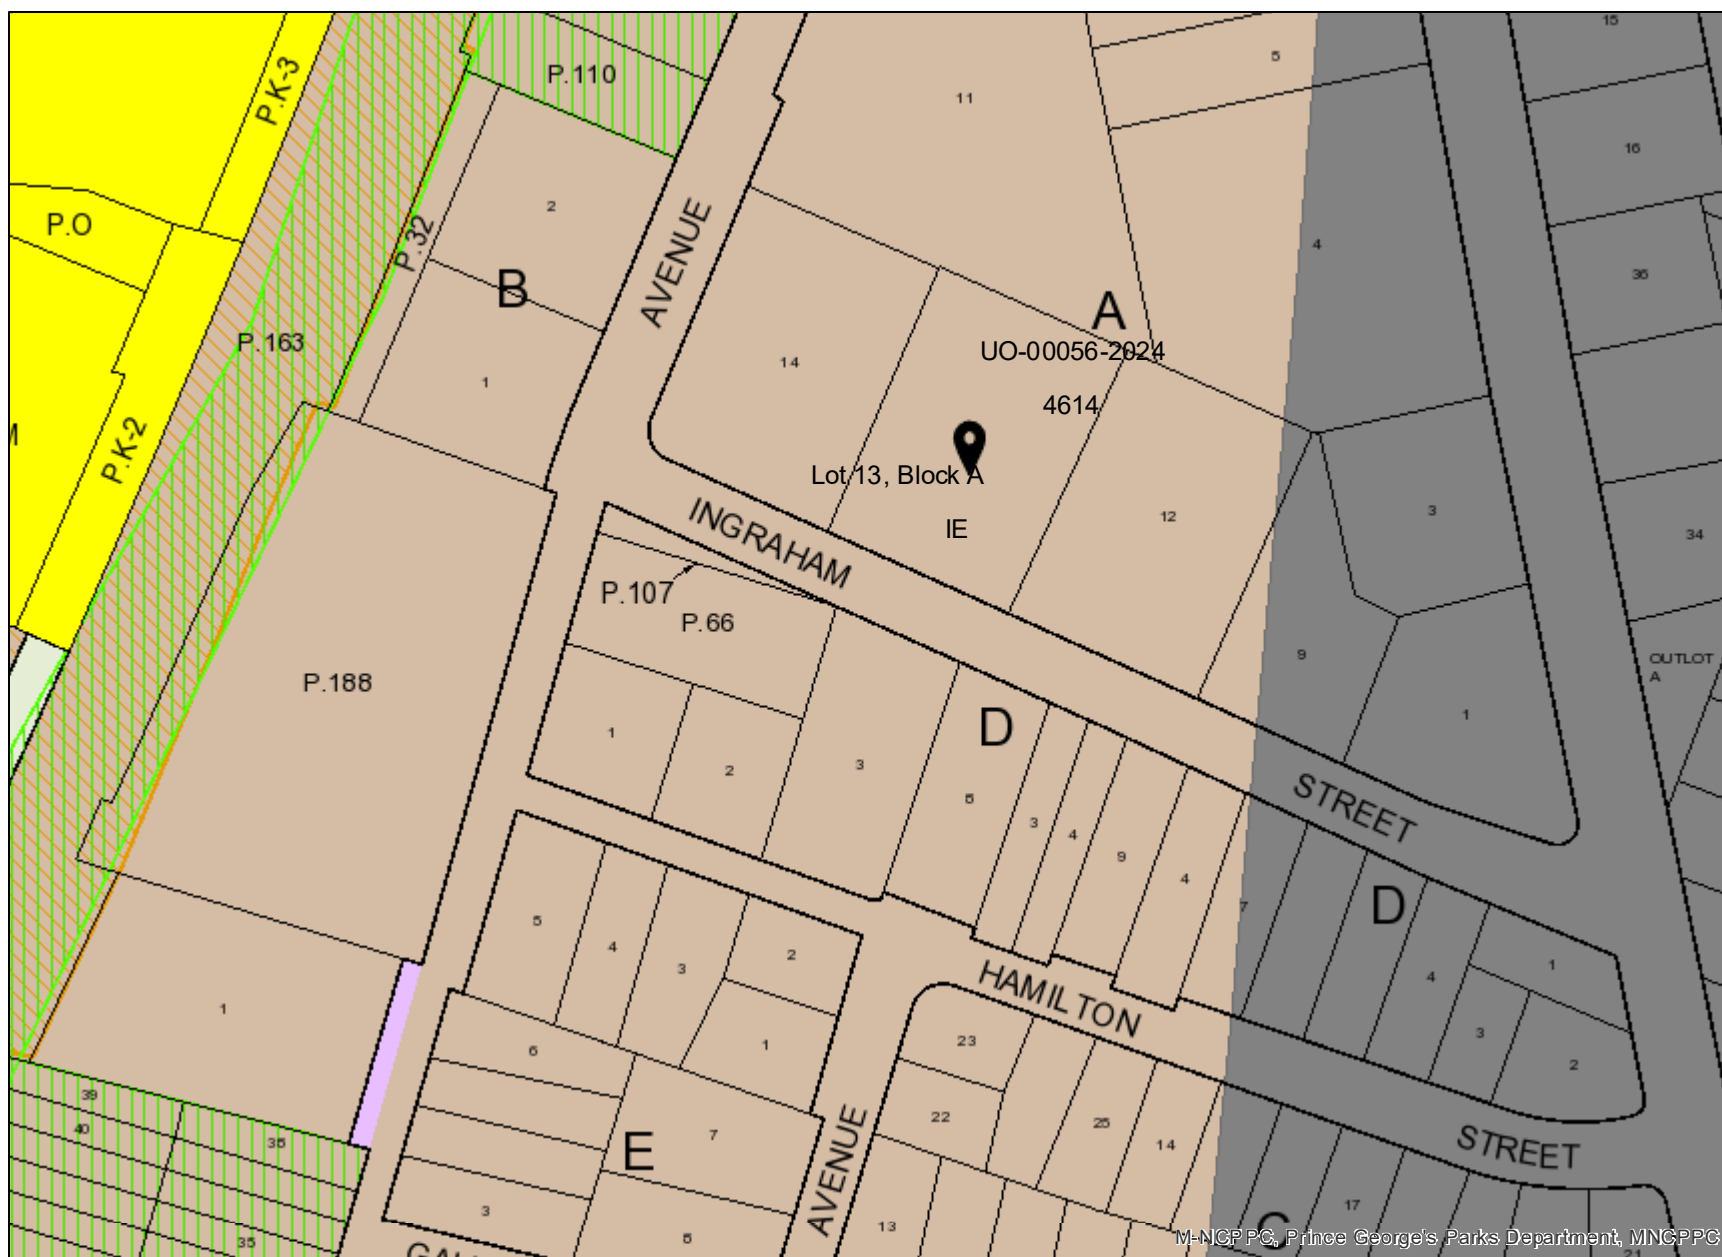 15
5
P.110
P.K-3
11
16
2
P.O
P.32
AVENUE
4
36
B
A
P.163
UO-00056-2024
14
1
4614
P.K-2
Lot 13, Block A
12
3
IE
INGRAHAM
34
P.107
P.66
9
OUTLOT
A
P.188
1
D
1
2
3
STREET
3
4
9
4
7
D
5
4
3
2
HAMILTON
4
1
1
6
1
23
3
2
39
40
38
22
25
14
7
E
AVENUE
STREET
3
35
13
17
C
M-NCPPC, Prince George's Parks Department, MNCPPC